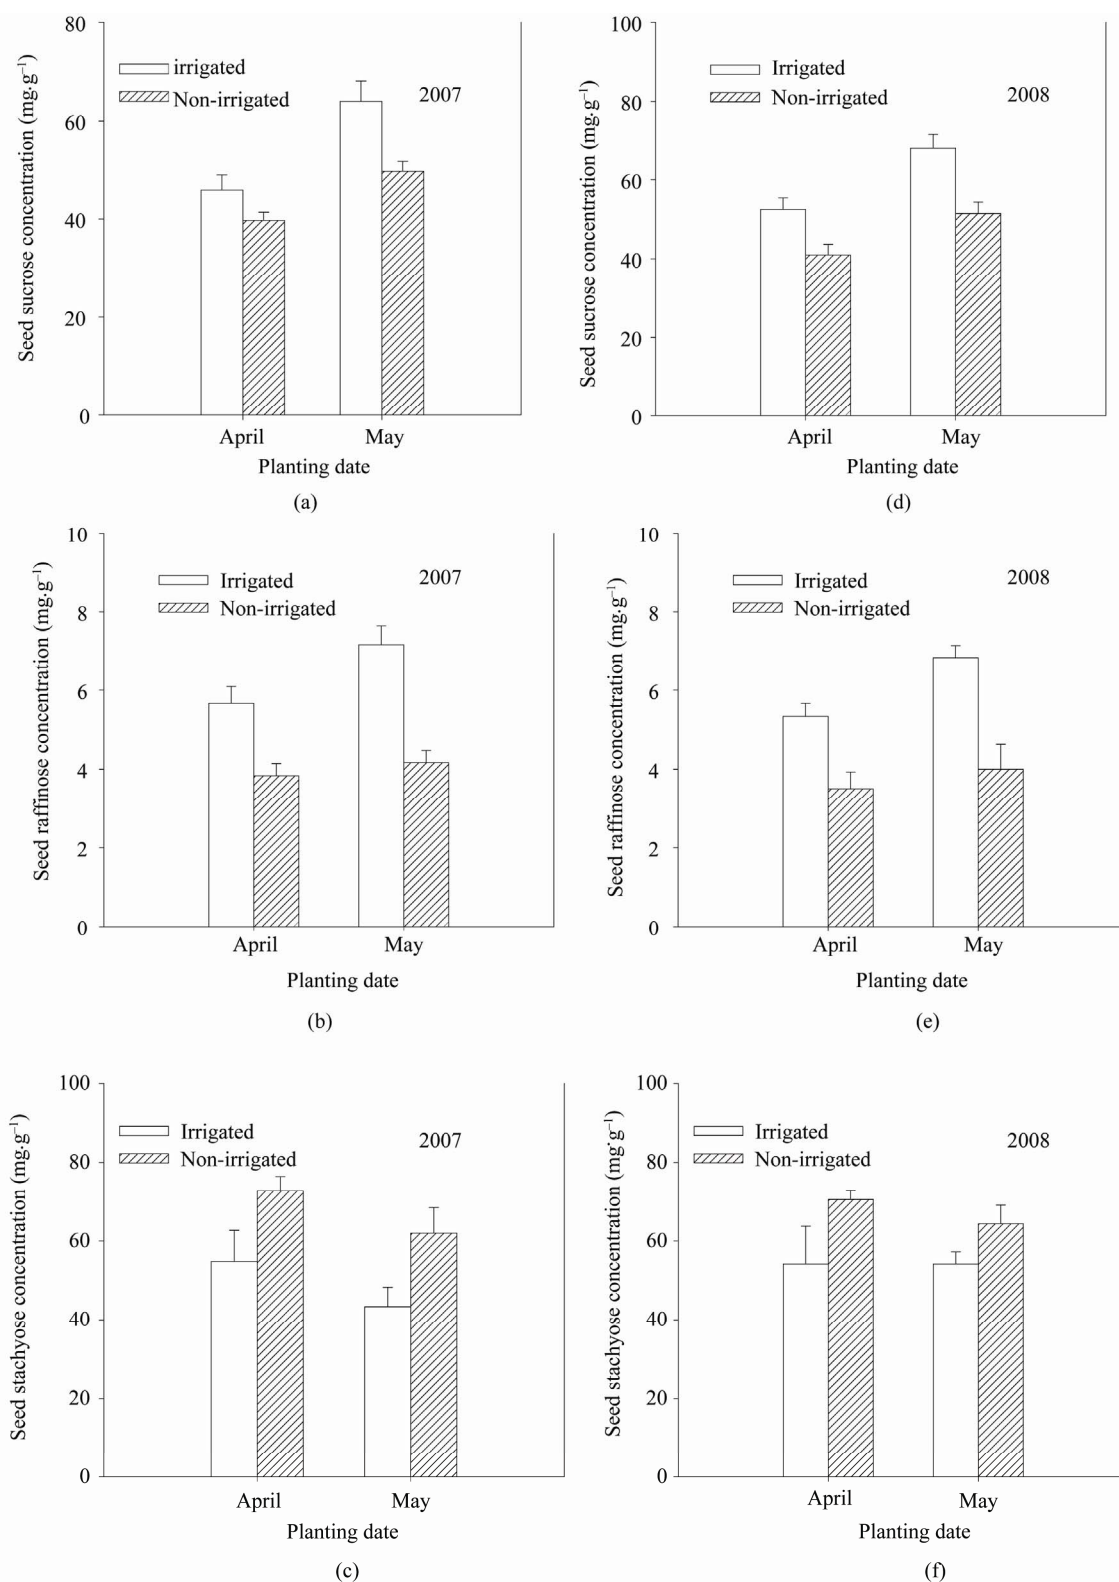 Seed sucrose concentration (mg·g⁻¹)
80
60
40
20
0
irrigated
Non-irrigated
2007
April May
Planting date
(a)
Seed sucrose concentration (mg·g⁻¹)
100
80
60
40
20
0
Irrigated
Non-irrigated
2008
April May
Planting date
(d)
Seed raffinose concentration (mg·g⁻¹)
10
8
6
4
2
0
Irrigated
Non-irrigated
2007
April May
Planting date
(b)
Seed raffinose concentration (mg·g⁻¹)
10
8
6
4
2
0
Irrigated
Non-irrigated
2008
April May
Planting date
(e)
Seed stachyose concentration (mg·g⁻¹)
100
80
60
40
20
0
Irrigated
Non-irrigated
2007
April May
Planting date
(c)
Seed stachyose concentration (mg·g⁻¹)
100
80
60
40
20
0
Irrigated
Non-irrigated
2008
April May
Planting date
(f)